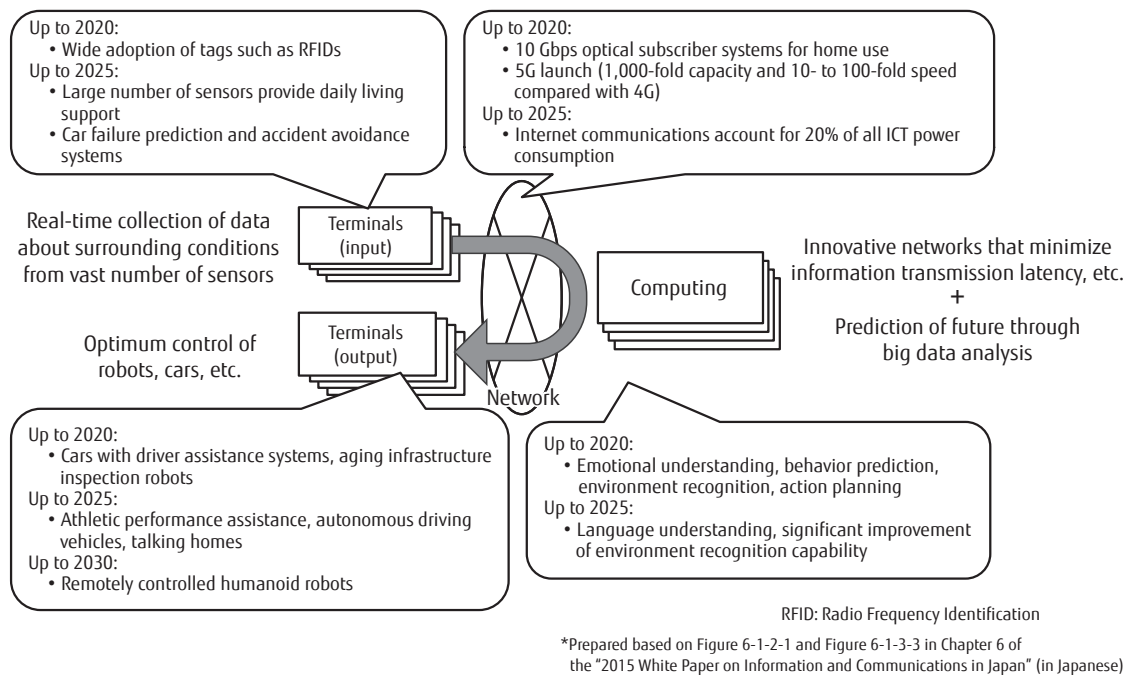 Up to 2020:
• Wide adoption of tags such as RFIDs
Up to 2025:
• Large number of sensors provide daily living
support
• Car failure prediction and accident avoidance
systems
Up to 2020:
• 10 Gbps optical subscriber systems for home use
• 5G launch (1,000-fold capacity and 10- to 100-fold speed
compared with 4G)
Up to 2025:
• Internet communications account for 20% of all ICT power
consumption
Real-time collection of data
about surrounding conditions
from vast number of sensors
Terminals
(input)
Computing
Innovative networks that minimize
information transmission latency, etc.
+
Prediction of future through
big data analysis
Optimum control of
robots, cars, etc.
Terminals
(output)
Network
Up to 2020:
• Cars with driver assistance systems, aging infrastructure
inspection robots
Up to 2025:
• Athletic performance assistance, autonomous driving
vehicles, talking homes
Up to 2030:
• Remotely controlled humanoid robots
Up to 2020:
• Emotional understanding, behavior prediction,
environment recognition, action planning
Up to 2025:
• Language understanding, significant improvement
of environment recognition capability
RFID: Radio Frequency Identification
*Prepared based on Figure 6-1-2-1 and Figure 6-1-3-3 in Chapter 6 of
the “2015 White Paper on Information and Communications in Japan” (in Japanese)